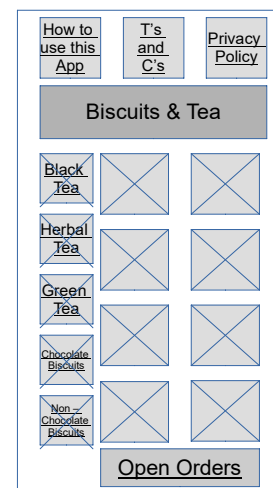 How to
use this
App
T's
and
C's
Privacy
Policy
Biscuits & Tea
Black
Tea
Herbal
Tea
Green
Tea
Chocolate
Biscuits
Non –
Chocolate
Biscuits
Open Orders